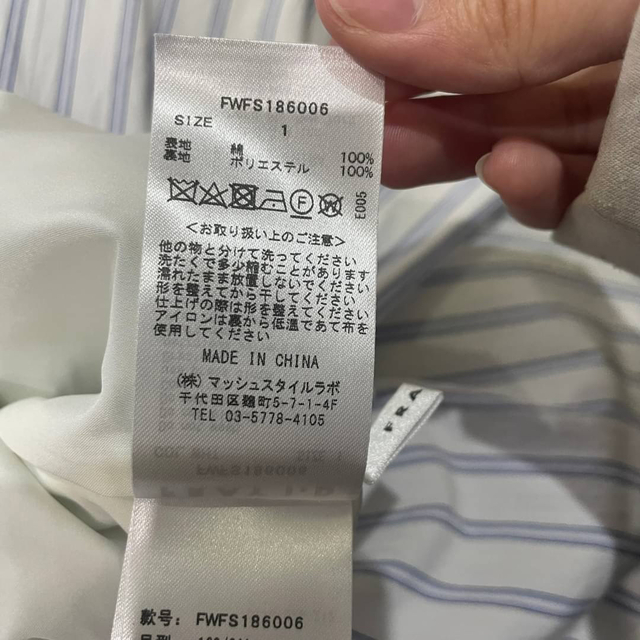 FWFS186006
SIZE 1
表地 綿 100%
裏地 ポリエステル 100%
F
W
E005
<お取り扱い上のご注意>
他の物と分けて洗ってください
洗たくで多少縮むことがあります
濡れたまま放置しないでください
形を整えてから干してください
仕上げの際は形を整えてください
アイロンは裏から低温であて布を
使用してください
MADE IN CHINA
(株)マッシュスタイルラボ
千代田区麹町5-7-1-4F
TEL 03-5778-4105
FRA
款号: FWFS186006